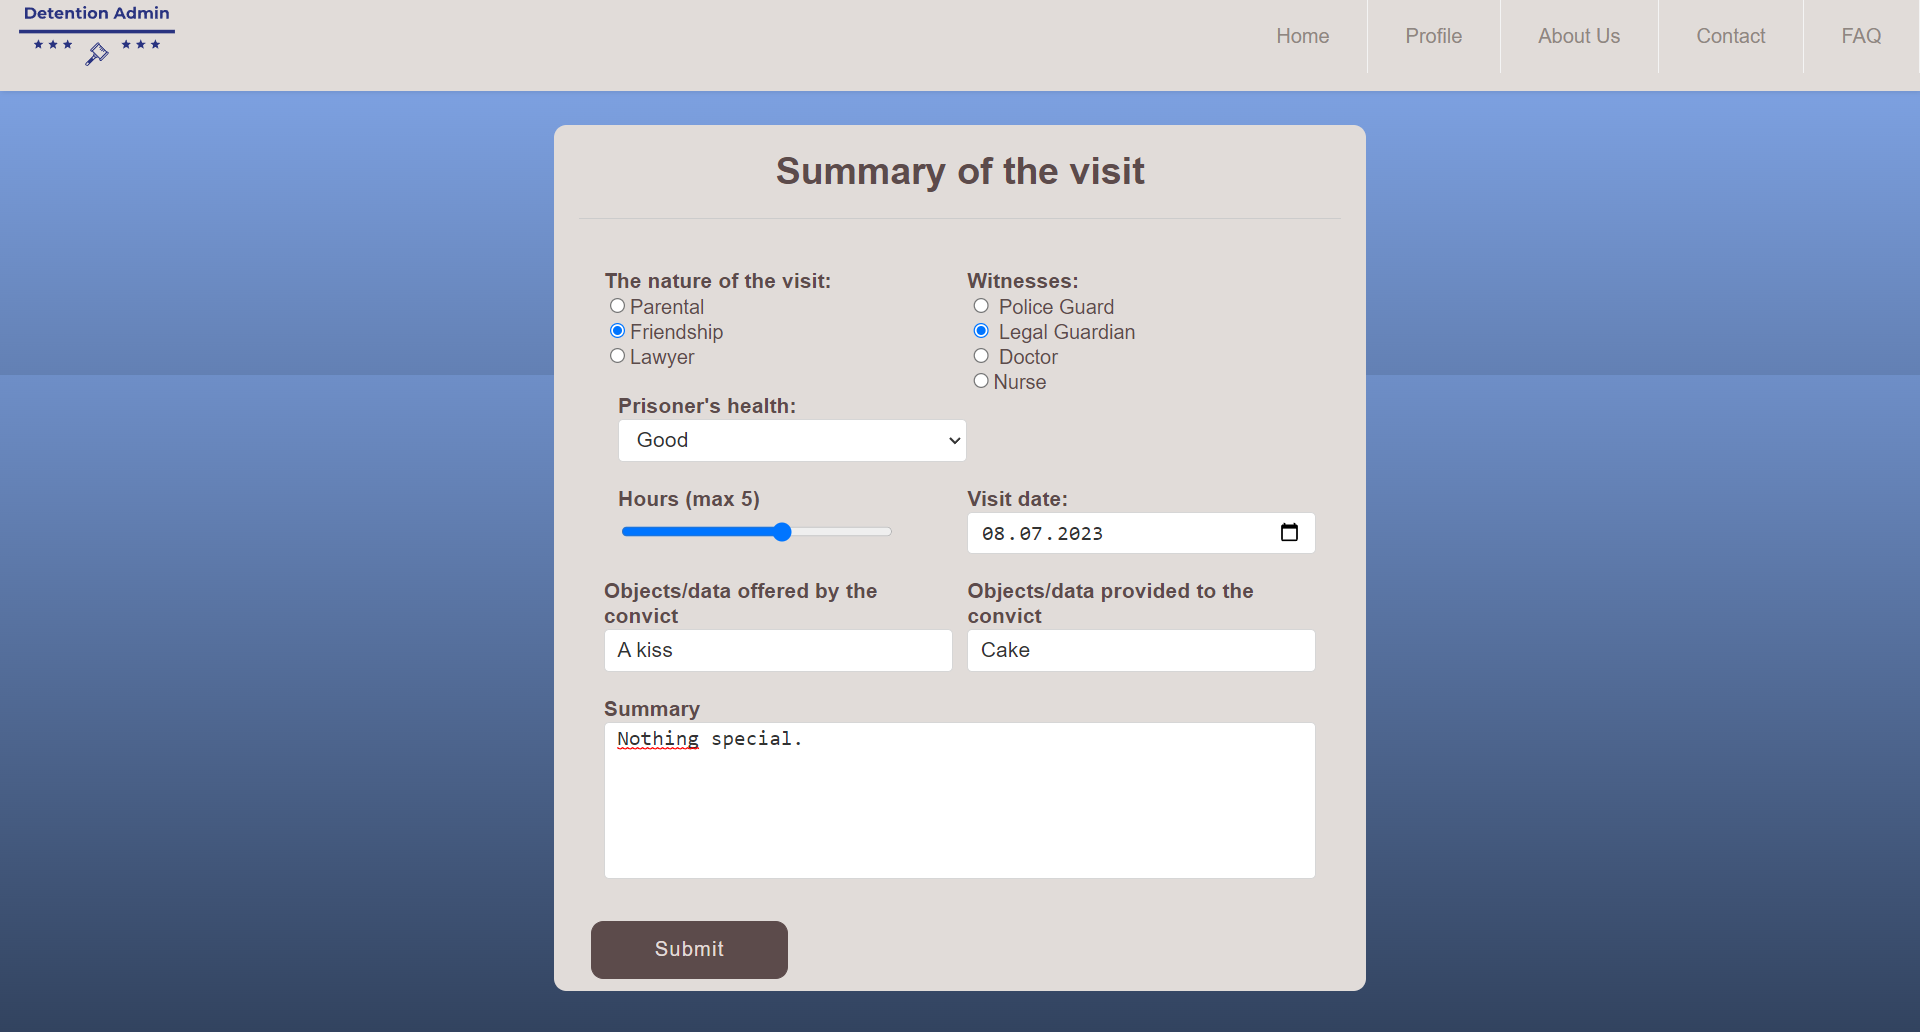 Detention Admin
Home
Profile
About Us
Contact
FAQ
Summary of the visit
The nature of the visit:
Parental
Friendship
Lawyer
Witnesses:
Police Guard
Legal Guardian
Doctor
Nurse
Prisoner's health:
Good
Hours (max 5)
Visit date:
08.07.2023
Objects/data offered by the
convict
A kiss
Objects/data provided to the
convict
Cake
Summary
Nothing special.
Submit